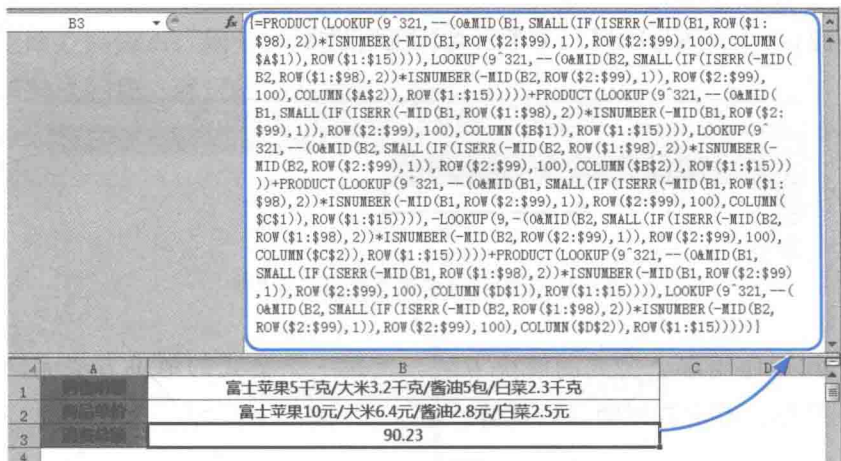 B3
fx
{=PRODUCT(LOOKUP(9^321,--(0&MID(B1,SMALL(IF(ISERR(-MID(B1,ROW($1:
$98),2))*ISNUMBER(-MID(B1,ROW($2:$99),1)),ROW($2:$99),100),COLUMN(
$A$1)),ROW($1:$15)))),LOOKUP(9^321,--(0&MID(B2,SMALL(IF(ISERR(-MID(
B2,ROW($1:$98),2))*ISNUMBER(-MID(B2,ROW($2:$99),1)),ROW($2:$99),
100),COLUMN($A$2)),ROW($1:$15)))))+PRODUCT(LOOKUP(9^321,--(0&MID(
B1,SMALL(IF(ISERR(-MID(B1,ROW($1:$98),2))*ISNUMBER(-MID(B1,ROW($2:
$99),1)),ROW($2:$99),100),COLUMN($B$1)),ROW($1:$15)))),LOOKUP(9^
321,--(0&MID(B2,SMALL(IF(ISERR(-MID(B2,ROW($1:$98),2))*ISNUMBER(-
MID(B2,ROW($2:$99),1)),ROW($2:$99),100),COLUMN($B$2)),ROW($1:$15)))
))+PRODUCT(LOOKUP(9^321,--(0&MID(B1,SMALL(IF(ISERR(-MID(B1,ROW($1:
$98),2))*ISNUMBER(-MID(B1,ROW($2:$99),1)),ROW($2:$99),100),COLUMN(
$C$1)),ROW($1:$15)))),-LOOKUP(9,-(0&MID(B2,SMALL(IF(ISERR(-MID(B2,
ROW($1:$98),2))*ISNUMBER(-MID(B2,ROW($2:$99),1)),ROW($2:$99),100),
COLUMN($C$2)),ROW($1:$15)))))+PRODUCT(LOOKUP(9^321,--(0&MID(B1,
SMALL(IF(ISERR(-MID(B1,ROW($1:$98),2))*ISNUMBER(-MID(B1,ROW($2:$99)
,1)),ROW($2:$99),100),COLUMN($D$1)),ROW($1:$15)))),LOOKUP(9^321,--(
0&MID(B2,SMALL(IF(ISERR(-MID(B2,ROW($1:$98),2))*ISNUMBER(-MID(B2,
ROW($2:$99),1)),ROW($2:$99),100),COLUMN($D$2)),ROW($1:$15)))))}
A B C D
1 富士苹果5千克/大米3.2千克/酱油5包/白菜2.3千克
2 富士苹果10元/大米6.4元/酱油2.8元/白菜2.5元
3 90.23
4